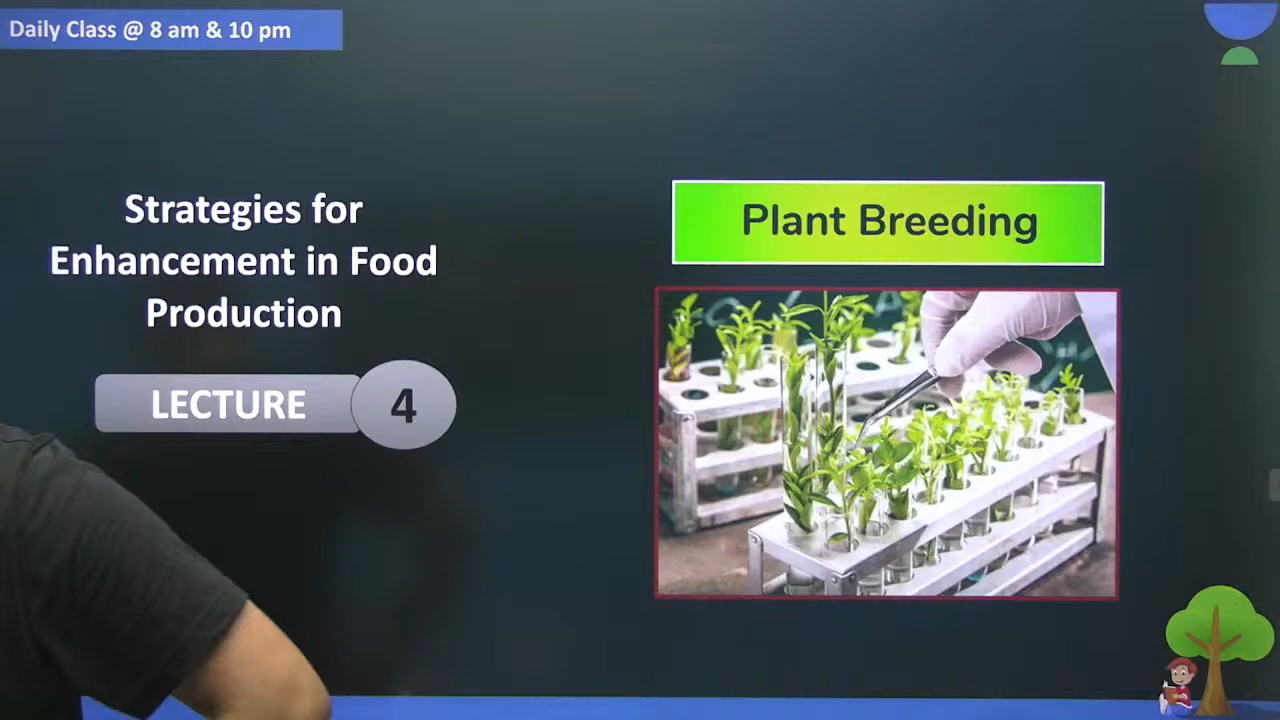 Daily Class @ 8 am & 10 pm
Strategies for
Enhancement in Food
Production
LECTURE 4
Plant Breeding